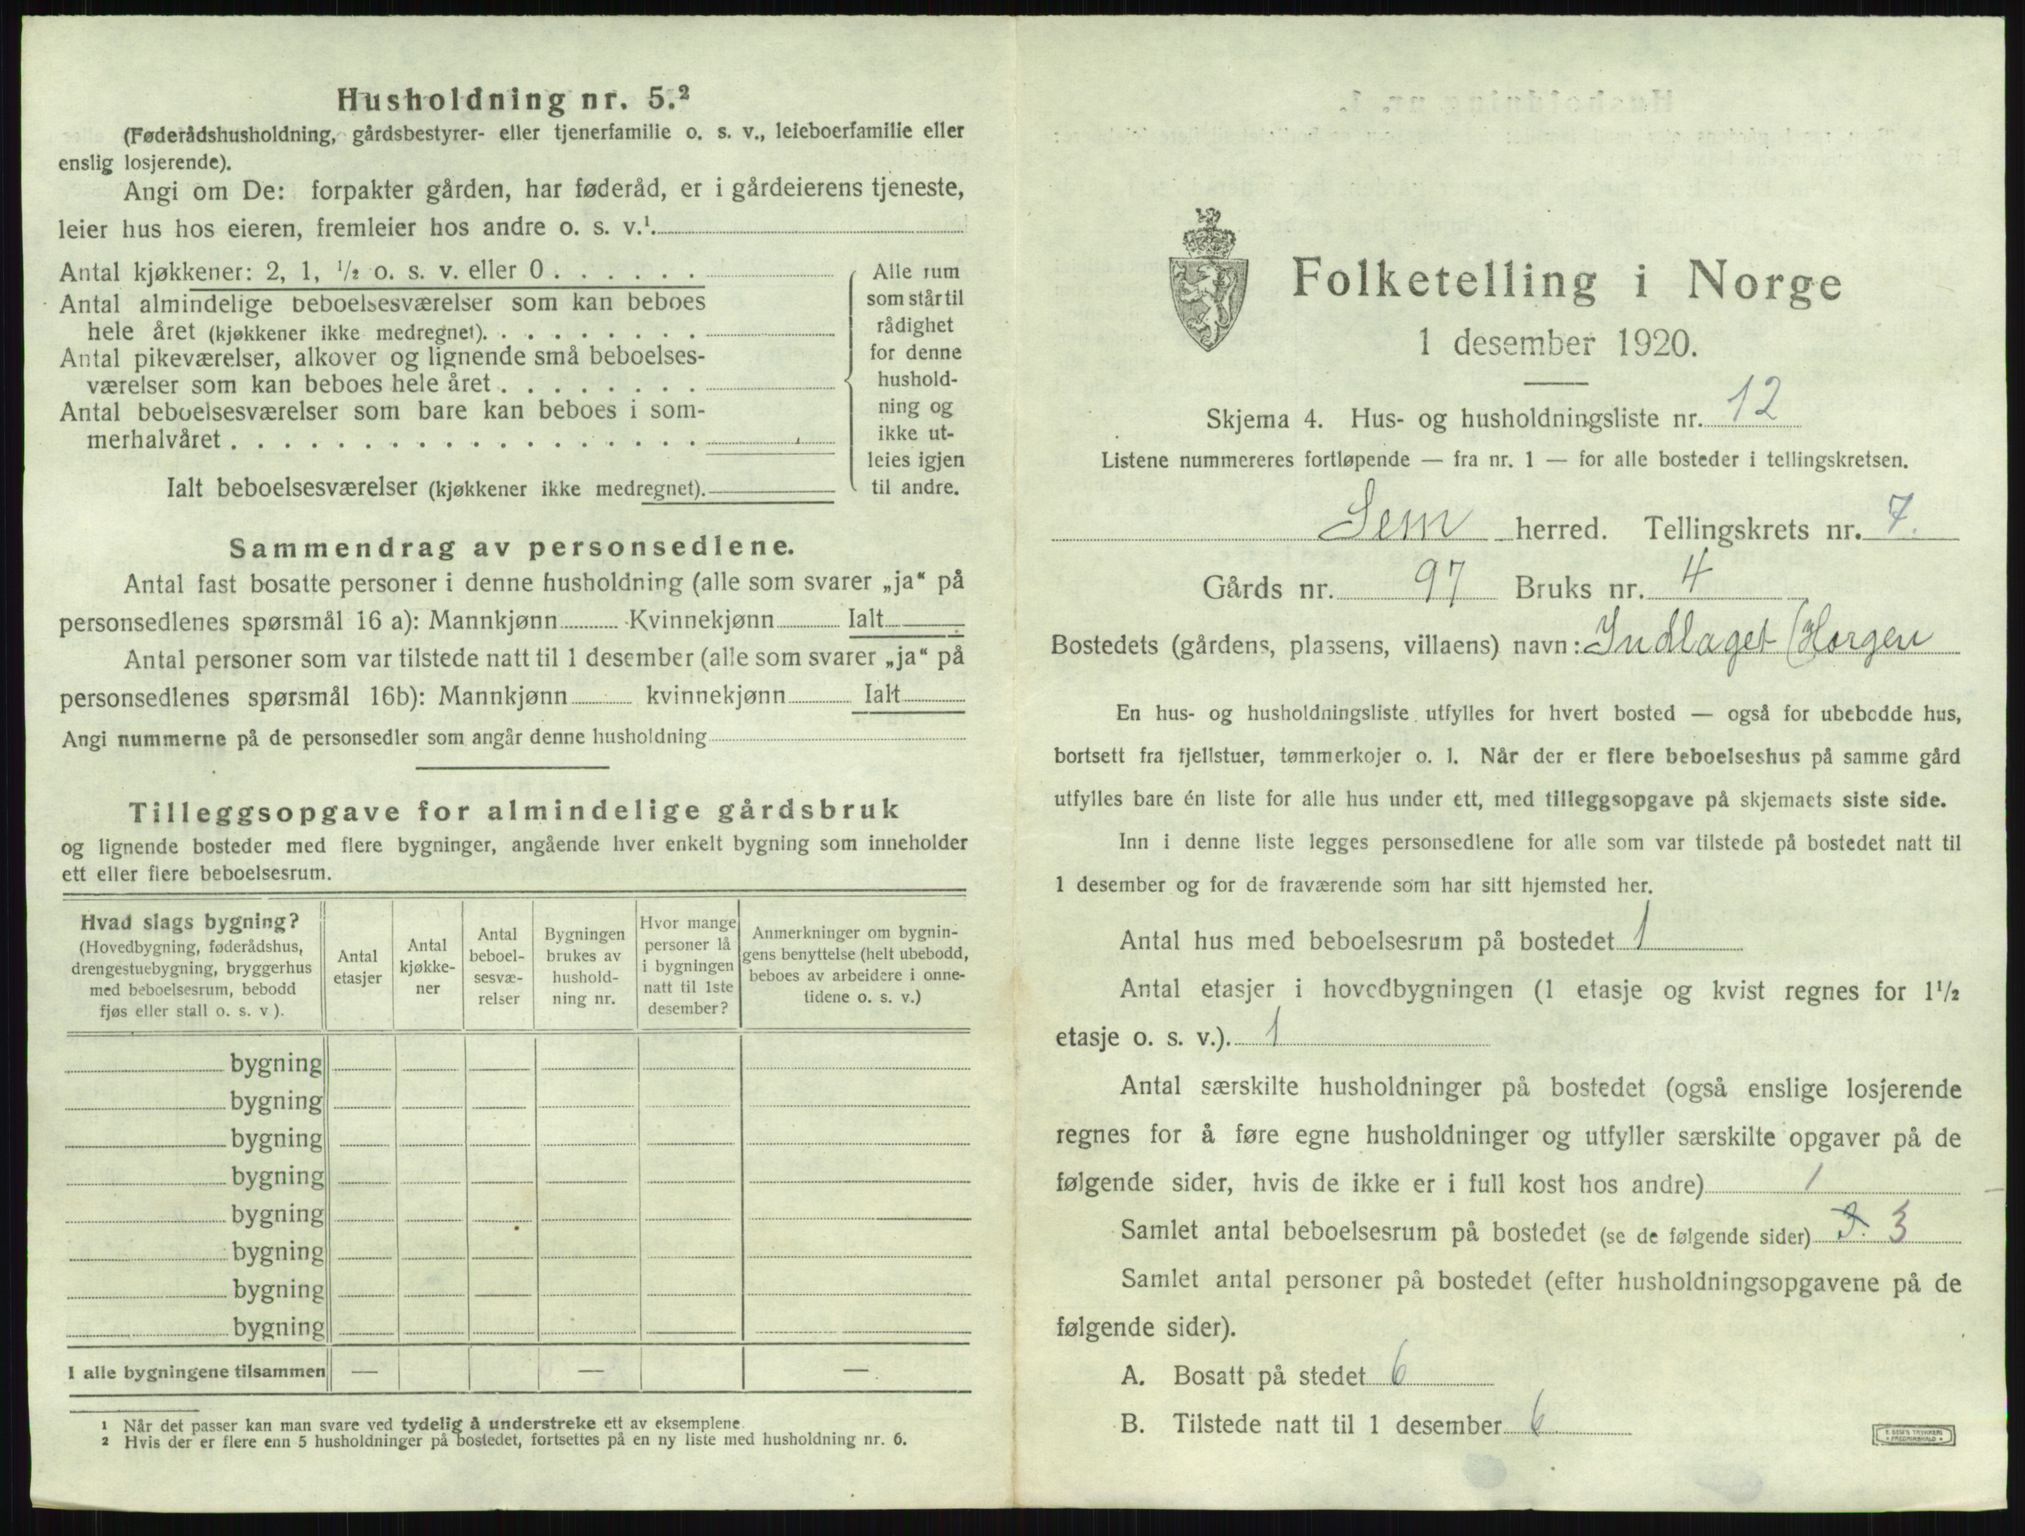 Husholdning nr. 5.²
(Føderådshusholdning, gårdsbestyrer- eller tjenerfamilie o. s. v., leieboerfamilie eller
enslig losjerende).
Angi om De: forpakter gården, har føderåd, er i gårdeierens tjeneste,
leier hus hos eieren, fremleier hos andre o. s. v.¹.
Antal kjøkkener: 2, 1, ½ o. s. v. eller 0 . . . . . .
Antal almindelige beboelsesværelser som kan beboes
hele året (kjøkkener ikke medregnet). . . . . . . . .
Antal pikeværelser, alkover og lignende små beboelses-
værelser som kan beboes hele året . . . . . . . .
Antal beboelsesværelser som bare kan beboes i som-
merhalvåret . . . . . . . . . . . . . . . . . .
Ialt beboelsesværelser (kjøkkener ikke medregnet).
Alle rum
som står til
rådighet
for denne
hushold-
ning og
ikke ut-
leies igjen
til andre.
Sammendrag av personsedlene.
Antal fast bosatte personer i denne husholdning (alle som svarer „ja“ på
personsedlenes spørsmål 16 a): Mannkjønn Kvinnekjønn Ialt
Antal personer som var tilstede natt til 1 desember (alle som svarer „ja“ på
personsedlenes spørsmål 16b): Mannkjønn kvinnekjønn Ialt
Angi nummerne på de personsedler som angår denne husholdning
Tilleggsopgave for almindelige gårdsbruk
og lignende bosteder med flere bygninger, angående hver enkelt bygning som inneholder
ett eller flere beboelsesrum.
Hvad slags bygning?
(Hovedbygning, føderådshus,
drengestuebygning, bryggerhus
med beboelsesrum, bebodd
fjøs eller stall o. s. v ).
Antal
etasjer
Antal
kjøkke-
ner
Antal
beboel-
sesvæ-
relser
Bygningen
brukes av
hushold-
ning nr.
Hvor mange
personer lå
i bygningen
natt til 1ste
desember?
Anmerkninger om bygnin-
gens benyttelse (helt ubebodd,
beboes av arbeidere i onne-
tidene o. s. v.)
bygning
bygning
bygning
bygning
bygning
bygning
bygning
bygning
I alle bygningene tilsammen — — —
¹ Når det passer kan man svare ved tydelig å understreke ett av eksemplene.
² Hvis der er flere enn 5 husholdninger på bostedet, fortsettes på en ny liste med husholdning nr. 6.
Folketelling i Norge
1 desember 1920.
Skjema 4. Hus- og husholdningsliste nr. 12
Listene nummereres fortløpende — fra nr. 1 — for alle bosteder i tellingskretsen.
Sem herred. Tellingskrets nr. 7.
Gårds nr. 97 Bruks nr. 4
Bostedets (gårdens, plassens, villaens) navn: Indlaget (Horgen
En hus- og husholdningsliste utfylles for hvert bosted — også for ubebodde hus,
bortsett fra fjellstuer, tømmerkojer o. l. Når der er flere beboelseshus på samme gård
utfylles bare én liste for alle hus under ett, med tilleggsopgave på skjemaets siste side.
Inn i denne liste legges personsedlene for alle som var tilstede på bostedet natt til
1 desember og for de fraværende som har sitt hjemsted her.
Antal hus med beboelsesrum på bostedet 1
Antal etasjer i hovedbygningen (1 etasje og kvist regnes for 1½
etasje o. s. v.). 1
Antal særskilte husholdninger på bostedet (også enslige losjerende
regnes for å føre egne husholdninger og utfyller særskilte opgaver på de
følgende sider, hvis de ikke er i full kost hos andre) 1
Samlet antal beboelsesrum på bostedet (se de følgende sider) 3
Samlet antal personer på bostedet (efter husholdningsopgavene på de
følgende sider).
A. Bosatt på stedet 6
B. Tilstede natt til 1 desember 6